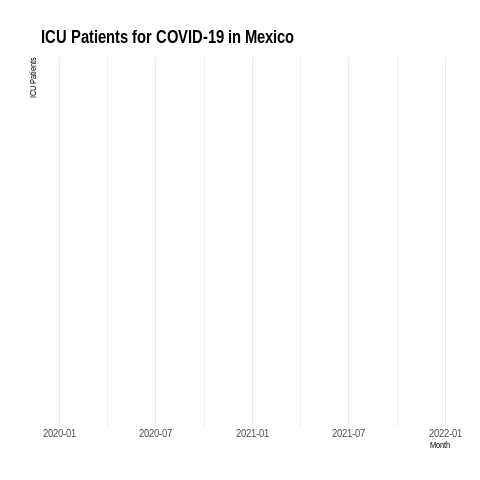 ICU Patients for COVID-19 in Mexico
ICU Patients
2020-01 2020-07 2021-01 2021-07 2022-01
Month